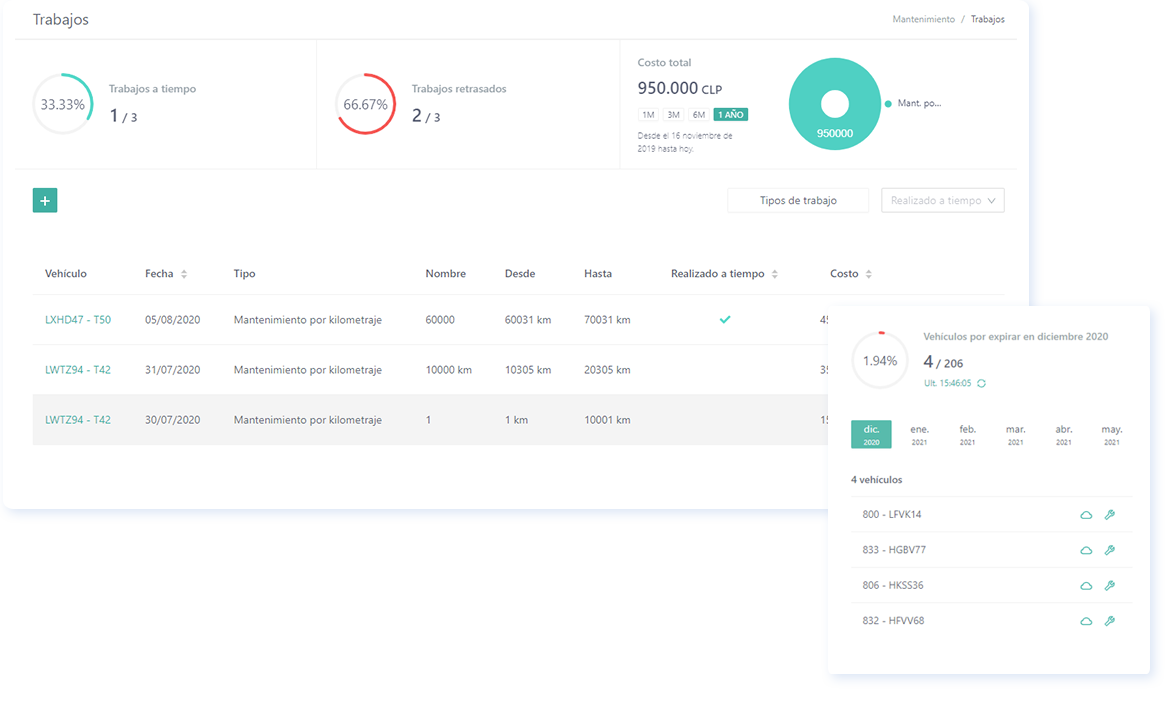 Trabajos
Mantenimiento / Trabajos
33.33%
Trabajos a tiempo
1 / 3
66.67%
Trabajos retrasados
2 / 3
Costo total
950.000 CLP
1M 3M 6M 1 AÑO
Desde el 16 noviembre de
2019 hasta hoy.
950000
Mant. po...
+
Tipos de trabajo
Realizado a tiempo
Vehículo Fecha Tipo Nombre Desde Hasta Realizado a tiempo Costo
LXHD47 - T50 05/08/2020 Mantenimiento por kilometraje 60000 60031 km 70031 km
LWTZ94 - T42 31/07/2020 Mantenimiento por kilometraje 10000 km 10305 km 20305 km
LWTZ94 - T42 30/07/2020 Mantenimiento por kilometraje 1 1 km 10001 km
1.94%
Vehículos por expirar en diciembre 2020
4 / 206
Ult. 15:46:05
dic. ene. feb. mar. abr. may.
2020 2021 2021 2021 2021 2021
4 vehículos
800 - LFVK14
833 - HGBV77
806 - HKSS36
832 - HFVV68